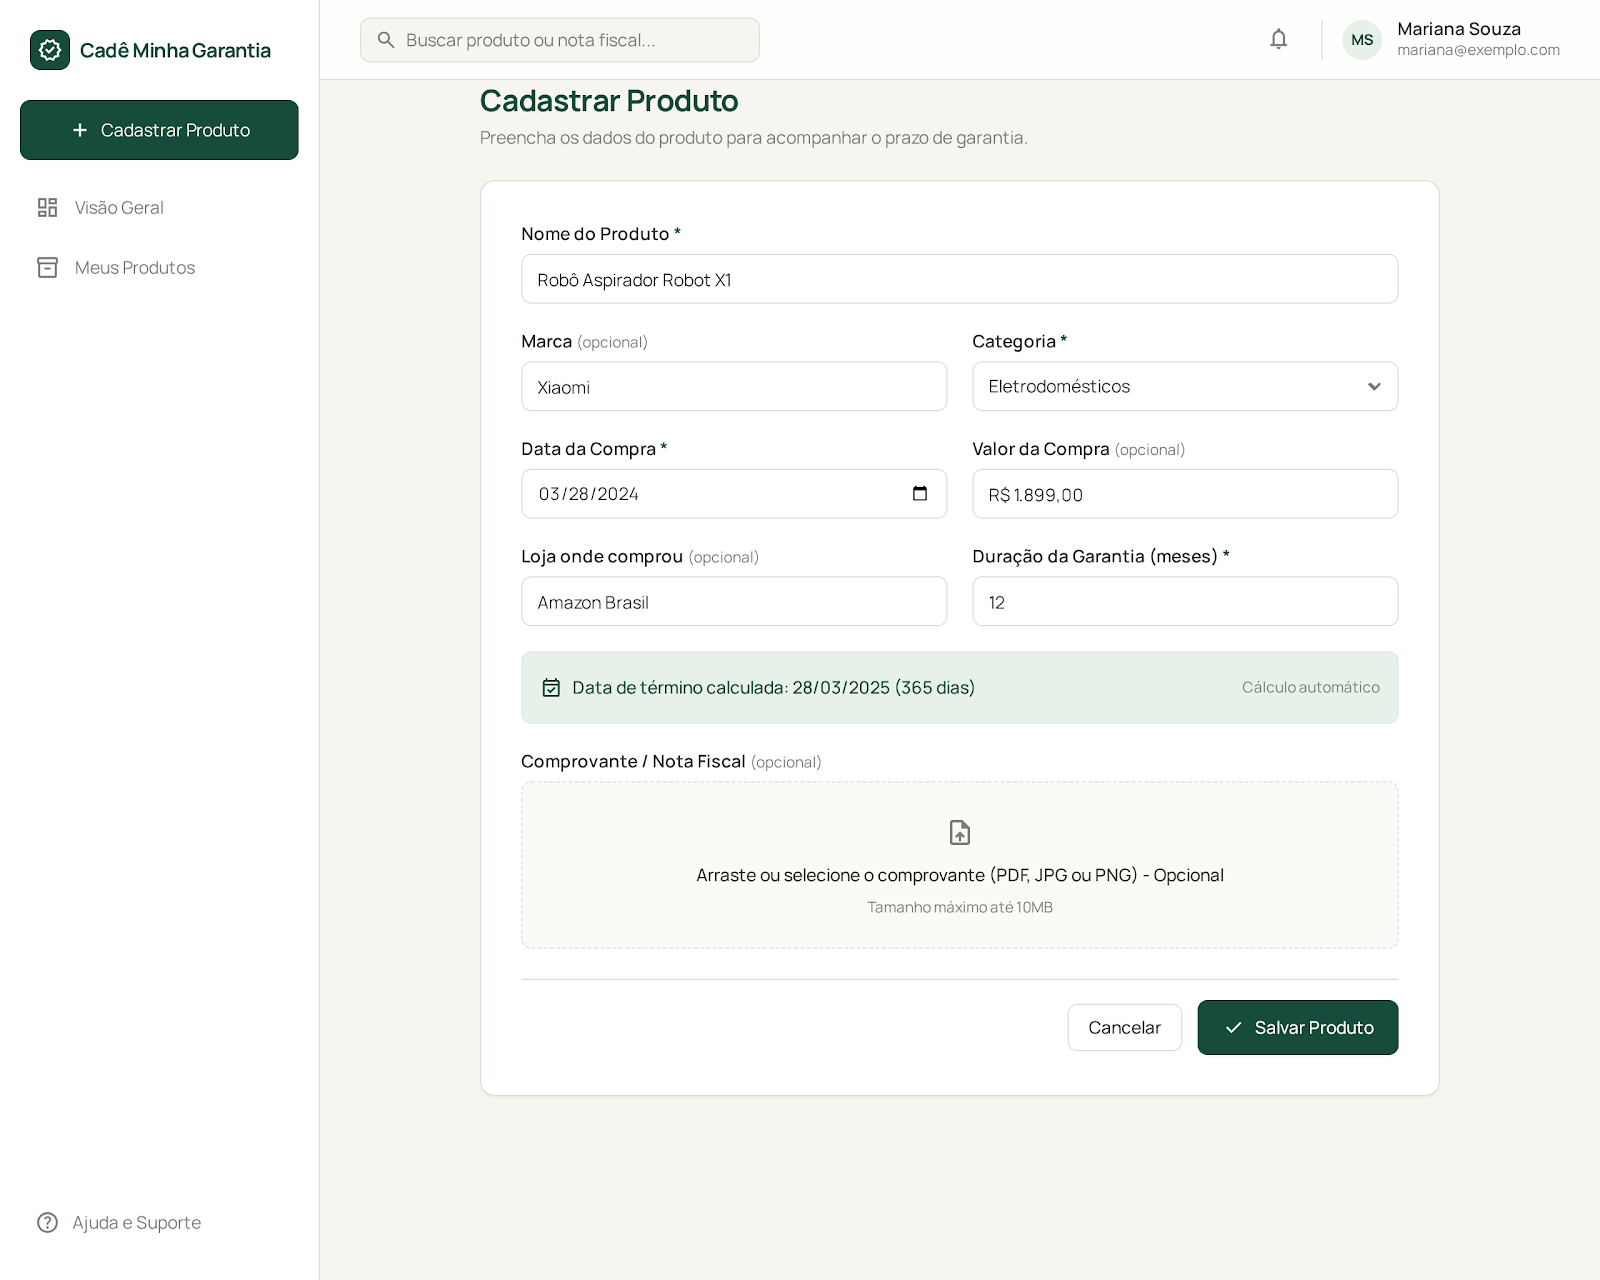 Cadê Minha Garantia
Cadastrar Produto
Visão Geral
Meus Produtos
Ajuda e Suporte
Buscar produto ou nota fiscal...
MS
Mariana Souza
mariana@exemplo.com
Cadastrar Produto
Preencha os dados do produto para acompanhar o prazo de garantia.
Nome do Produto *
Robô Aspirador Robot X1
Marca (opcional)
Xiaomi
Categoria *
Eletrodomésticos
Data da Compra *
03/28/2024
Valor da Compra (opcional)
R$ 1.899,00
Loja onde comprou (opcional)
Amazon Brasil
Duração da Garantia (meses) *
12
Data de término calculada: 28/03/2025 (365 dias)
Cálculo automático
Comprovante / Nota Fiscal (opcional)
Arraste ou selecione o comprovante (PDF, JPG ou PNG) - Opcional
Tamanho máximo até 10MB
Cancelar
Salvar Produto